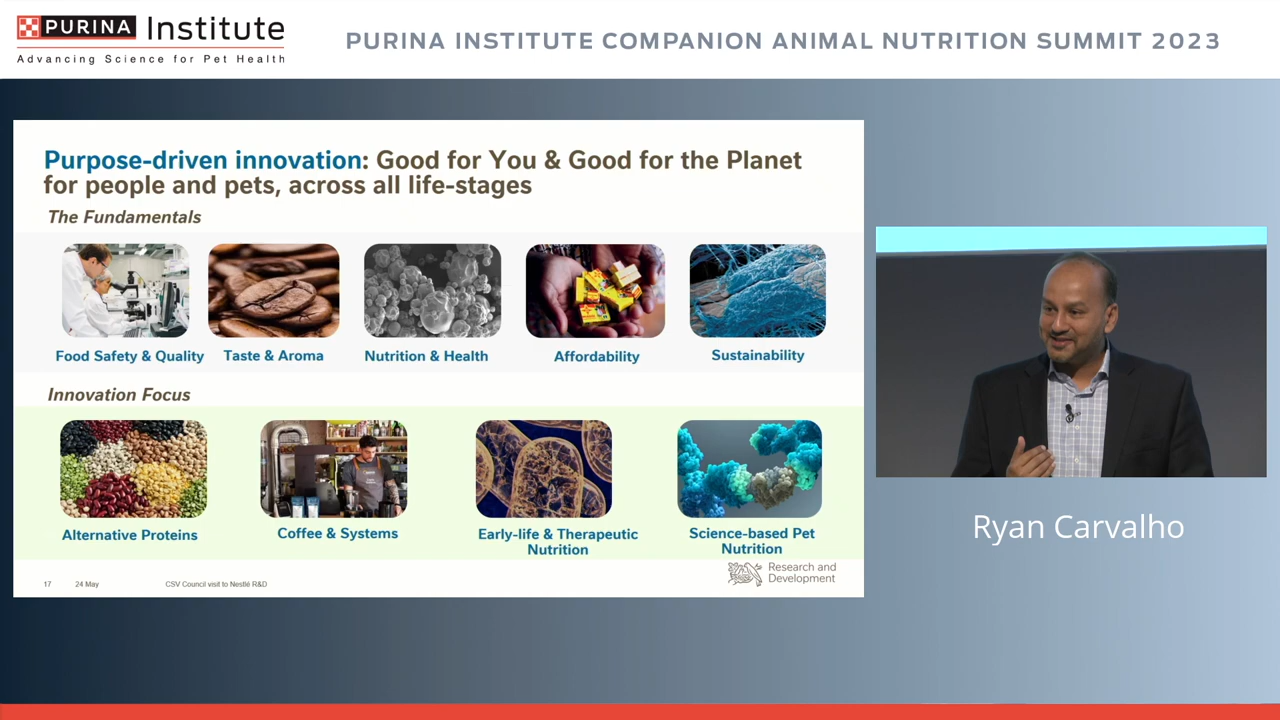 PURINA Institute
Advancing Science for Pet Health
PURINA INSTITUTE COMPANION ANIMAL NUTRITION SUMMIT 2023
Purpose-driven innovation: Good for You & Good for the Planet
for people and pets, across all life-stages
The Fundamentals
Food Safety & Quality
Taste & Aroma
Nutrition & Health
Affordability
Sustainability
Innovation Focus
Alternative Proteins
Coffee & Systems
Early-life & Therapeutic
Nutrition
Science-based Pet
Nutrition
17 24 May CSV Council visit to Nestlé R&D
Research and
Development
Ryan Carvalho